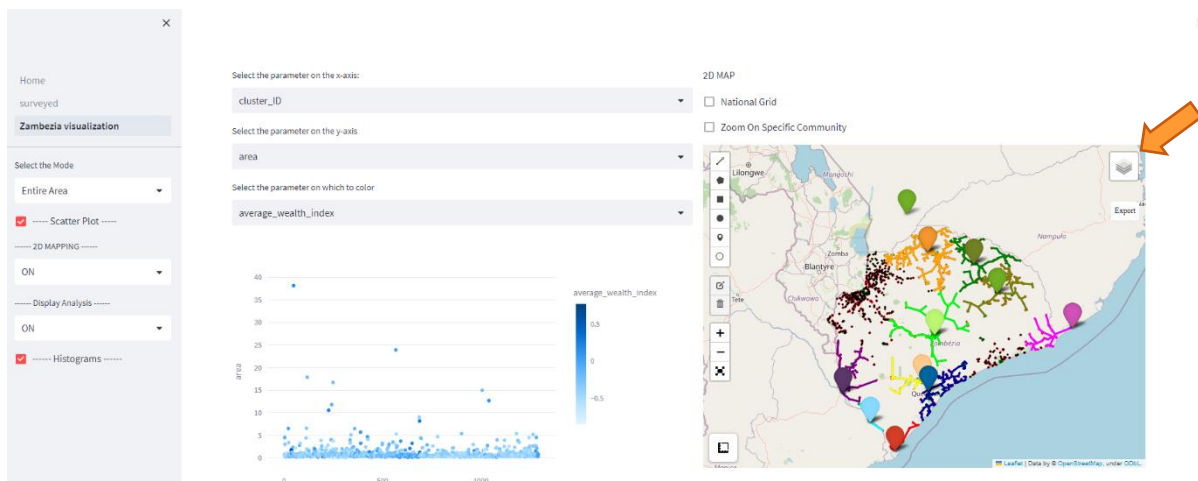 ×
Home
surveyed
Zambezia visualization
Select the Mode
Entire Area
----- Scatter Plot -----
------ 2D MAPPING ------
ON
------ Display Analysis ------
ON
------ Histograms ------
Select the parameter on the x-axis:
cluster_ID
Select the parameter on the y-axis
area
Select the parameter on which to color
average_wealth_index
40
35
30
25
20
15
10
5
0
area
0
500
1000
average_wealth_index
0.5
0
−0.5
2D MAP
National Grid
Zoom On Specific Community
Lilongwe
Mangochi
Zomba
Blantyre
Chikwawa
Tete
Nampula
Zambézia
Export
+
−
Leaflet | Data by © OpenStreetMap, under ODbL.